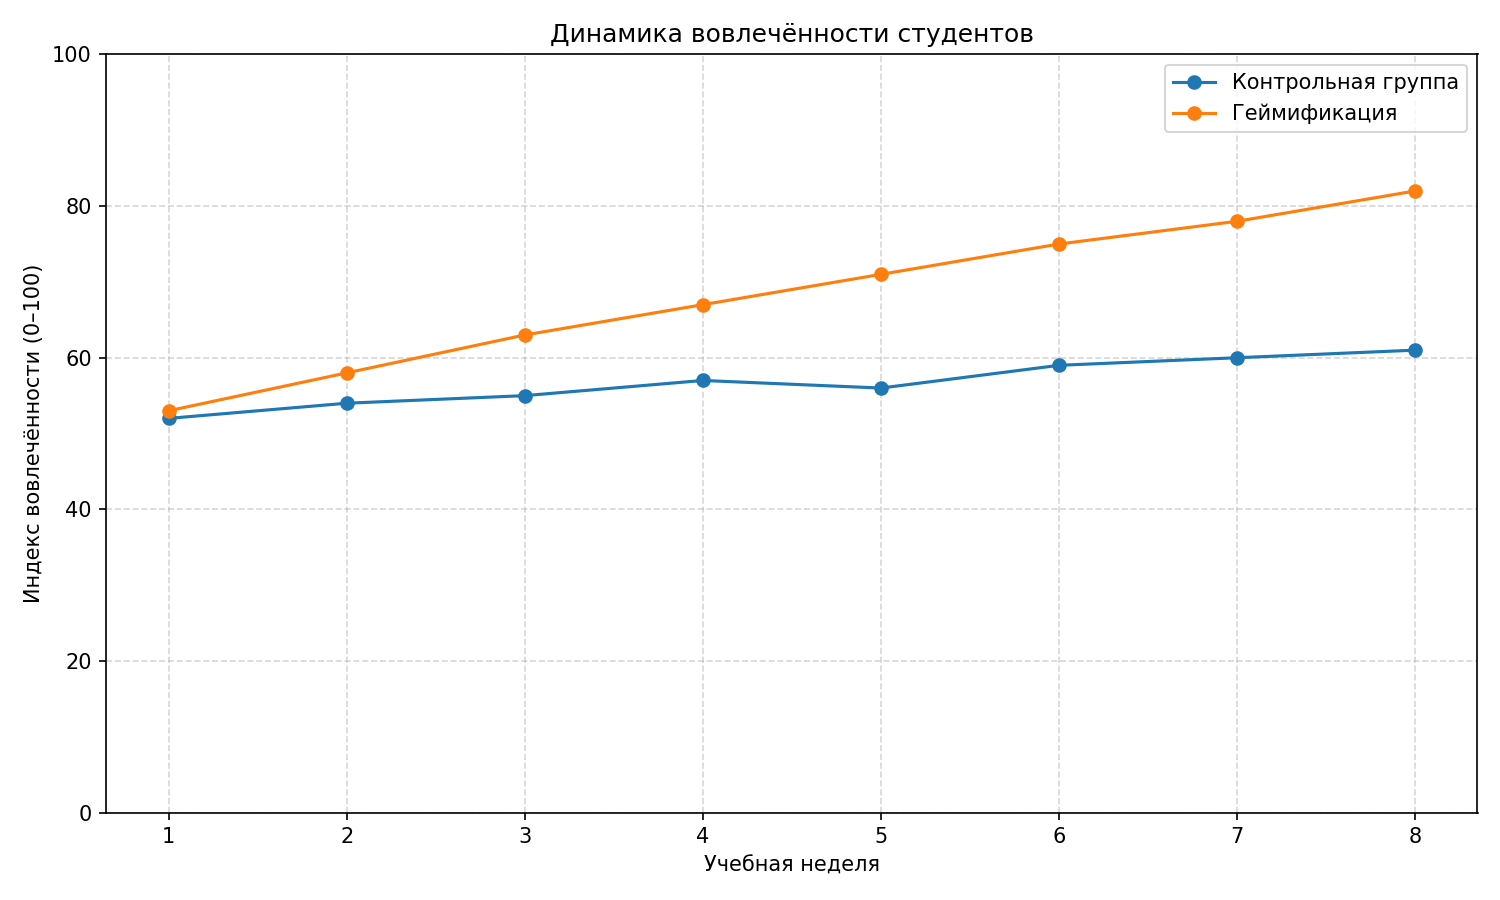 Динамика вовлечённости студентов
Контрольная группа
Геймификация
Индекс вовлечённости (0–100)
100
80
60
40
20
0
1 2 3 4 5 6 7 8
Учебная неделя